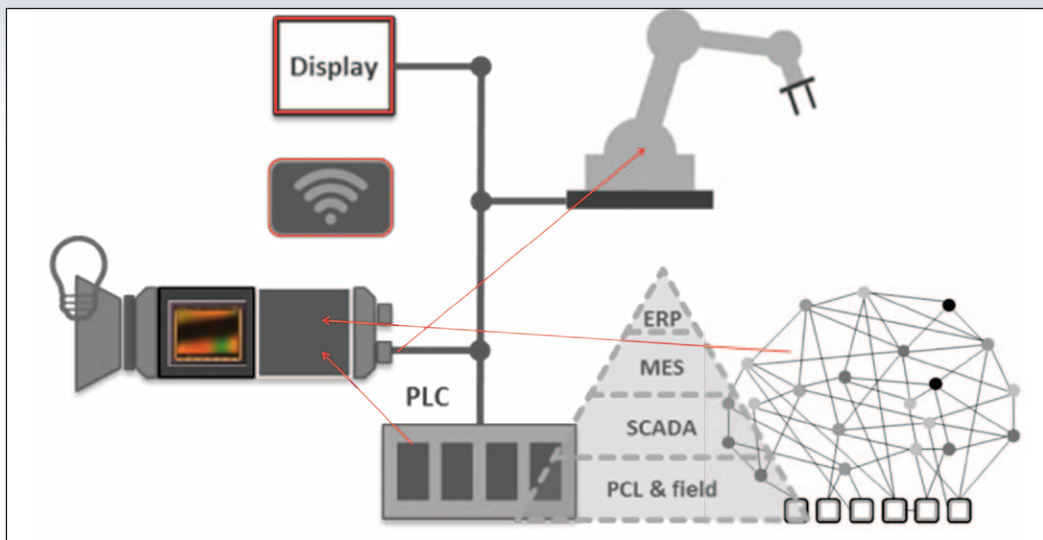 Display
ERP
MES
PLC
SCADA
PCL & field